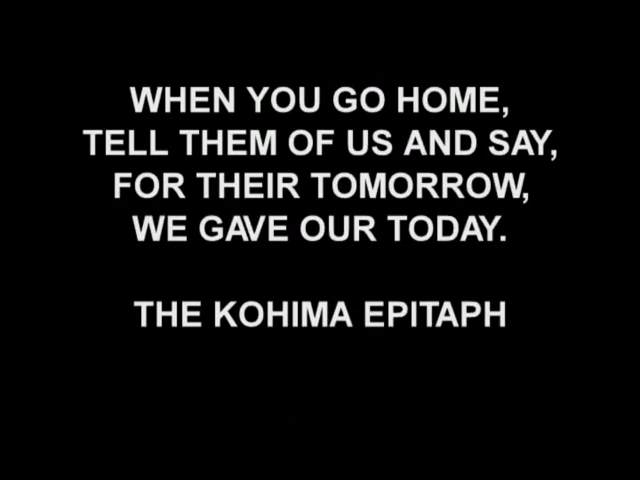 WHEN YOU GO HOME,
TELL THEM OF US AND SAY,
FOR THEIR TOMORROW,
WE GAVE OUR TODAY.
THE KOHIMA EPITAPH